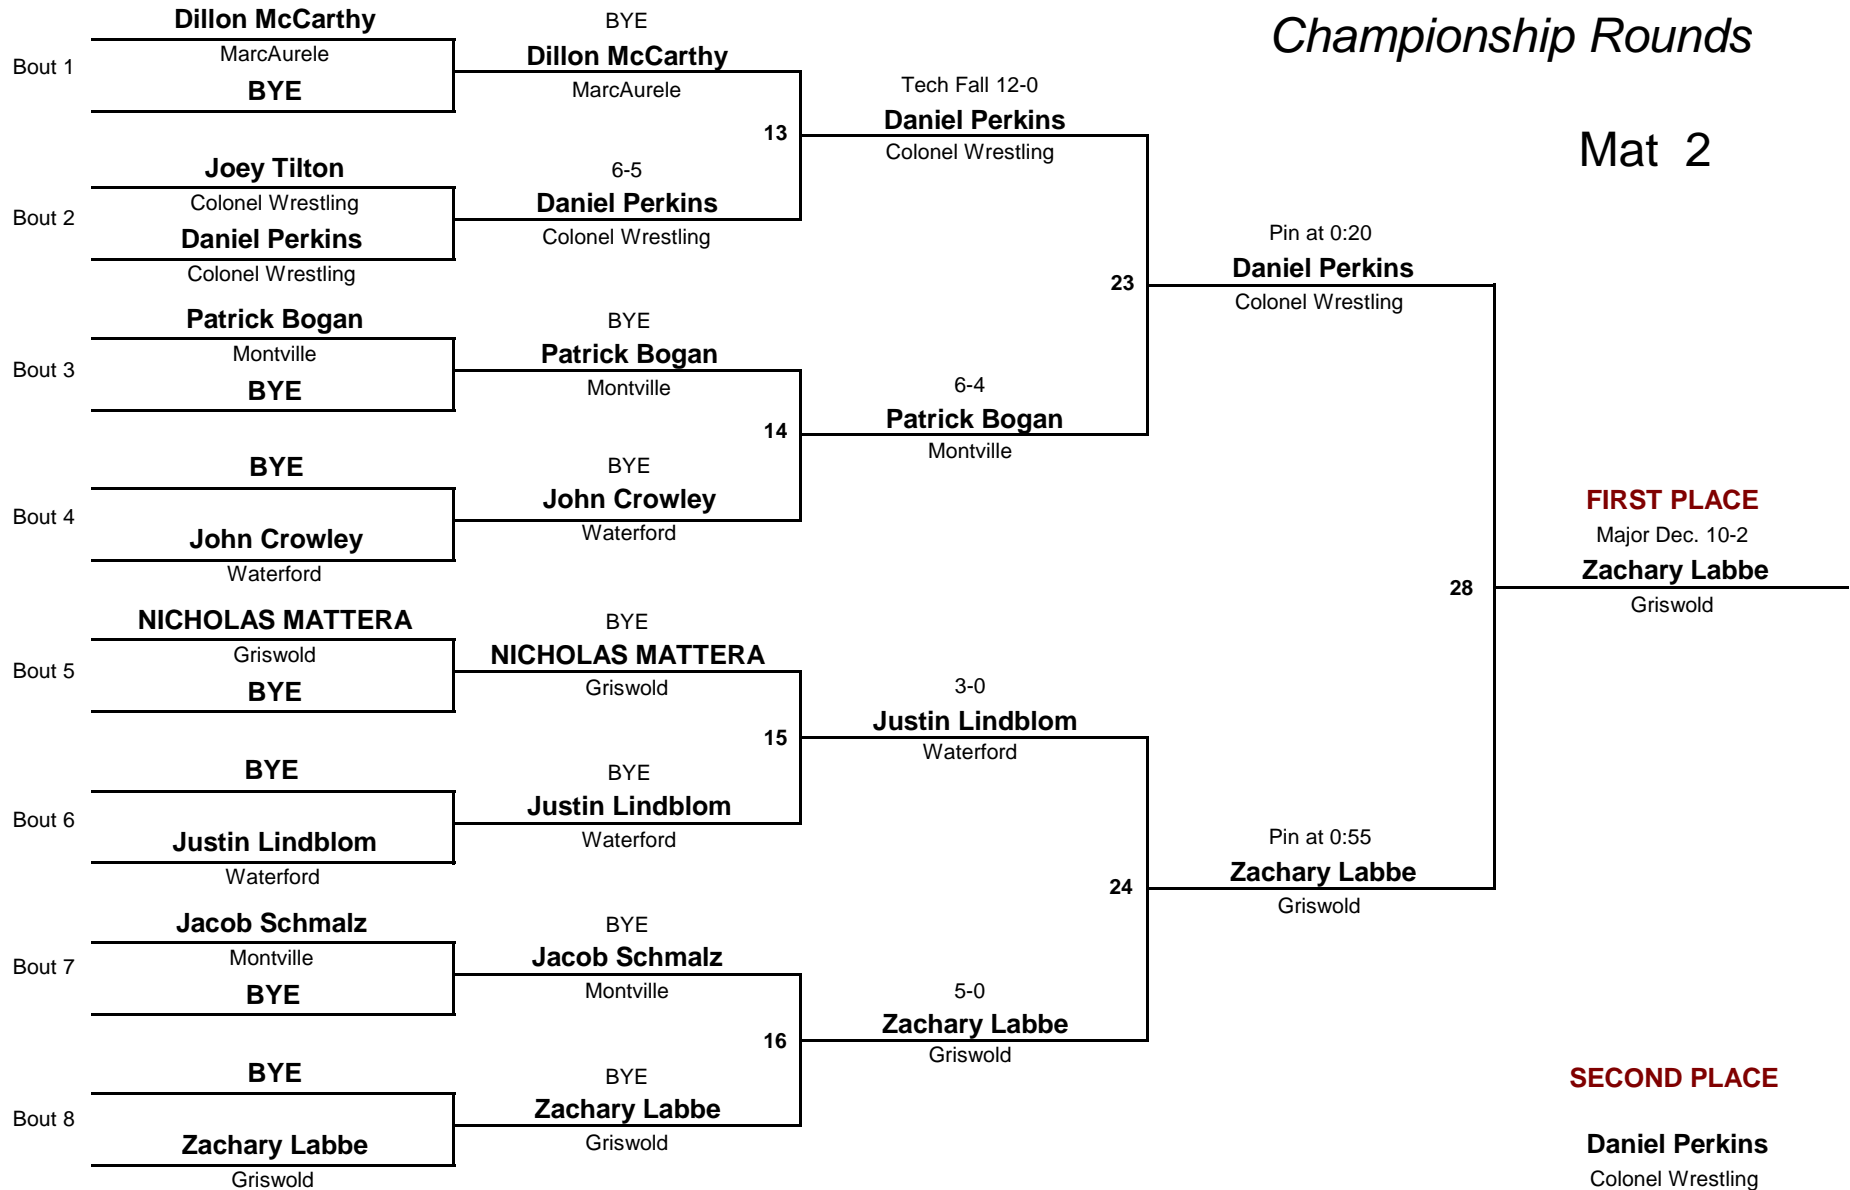 Championship Rounds
Mat 2
Bout 1
Dillon McCarthy
MarcAurele
BYE
Bout 2
Joey Tilton
Colonel Wrestling
Daniel Perkins
Colonel Wrestling
Bout 3
Patrick Bogan
Montville
BYE
Bout 4
BYE
John Crowley
Waterford
Bout 5
NICHOLAS MATTERA
Griswold
BYE
Bout 6
BYE
Justin Lindblom
Waterford
Bout 7
Jacob Schmalz
Montville
BYE
Bout 8
BYE
Zachary Labbe
Griswold
BYE
Dillon McCarthy
MarcAurele
13
6-5
Daniel Perkins
Colonel Wrestling
BYE
Patrick Bogan
Montville
14
BYE
John Crowley
Waterford
BYE
NICHOLAS MATTERA
Griswold
15
BYE
Justin Lindblom
Waterford
BYE
Jacob Schmalz
Montville
16
BYE
Zachary Labbe
Griswold
Tech Fall 12-0
Daniel Perkins
Colonel Wrestling
23
6-4
Patrick Bogan
Montville
3-0
Justin Lindblom
Waterford
24
5-0
Zachary Labbe
Griswold
Pin at 0:20
Daniel Perkins
Colonel Wrestling
28
Pin at 0:55
Zachary Labbe
Griswold
FIRST PLACE
Major Dec. 10-2
Zachary Labbe
Griswold
SECOND PLACE
Daniel Perkins
Colonel Wrestling